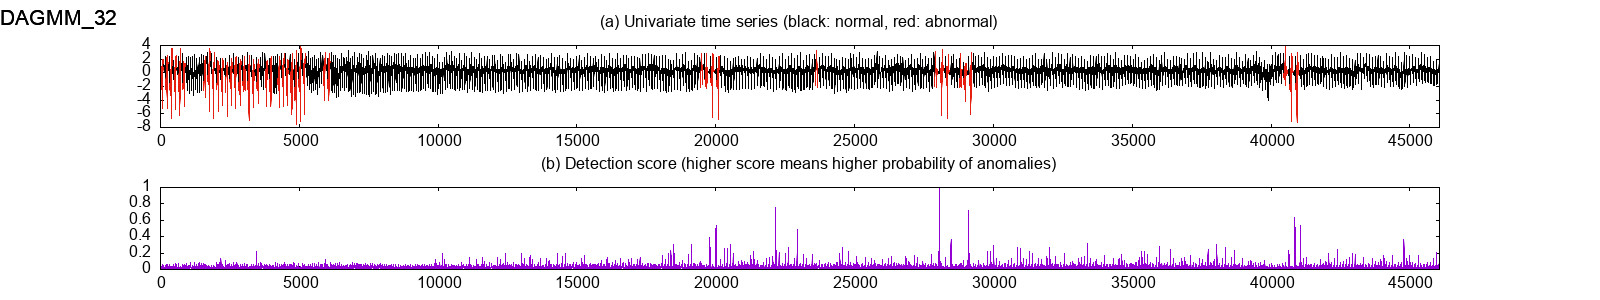 DAGMM_32
(a) Univariate time series (black: normal, red: abnormal)
4
2
0
-2
-4
-6
-8
0 5000 10000 15000 20000 25000 30000 35000 40000 45000
(b) Detection score (higher score means higher probability of anomalies)
1
0.8
0.6
0.4
0.2
0
0 5000 10000 15000 20000 25000 30000 35000 40000 45000